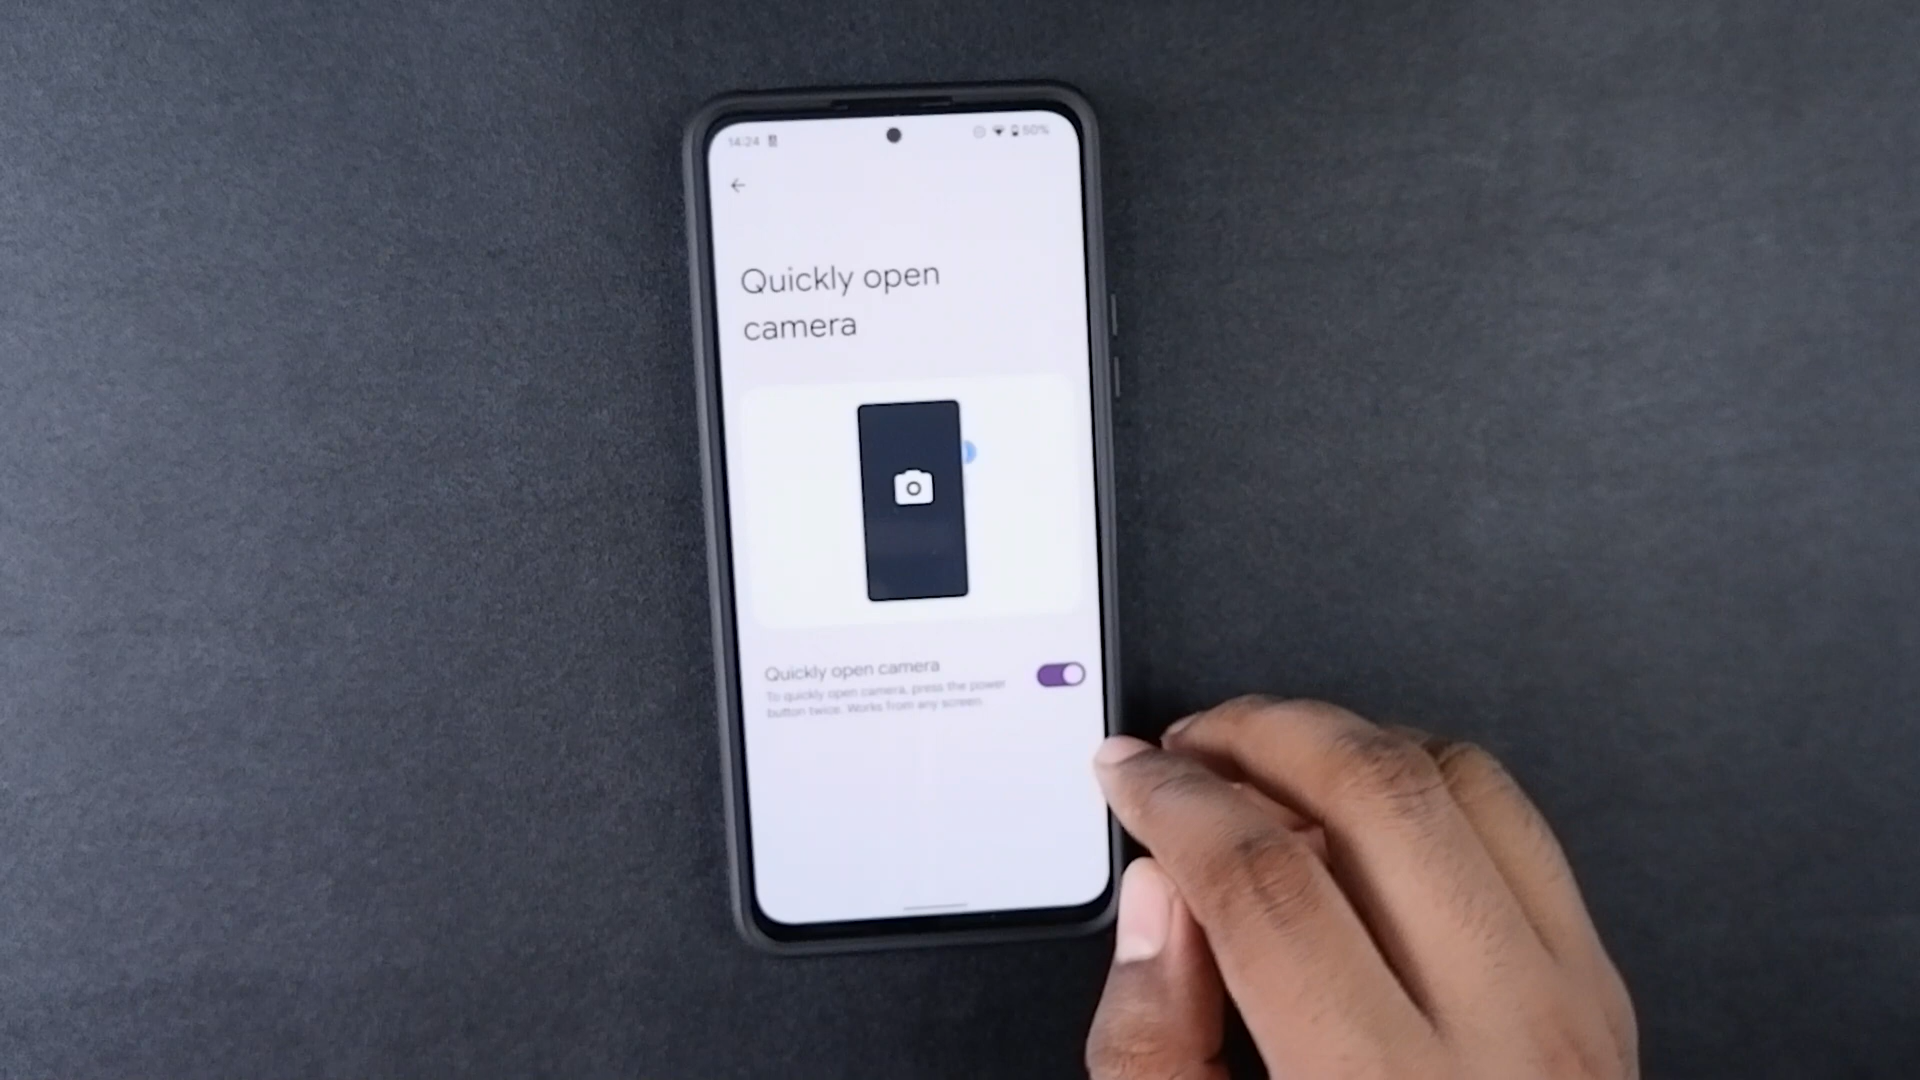 14:24
50%
Quickly open
camera
Quickly open camera
To quickly open camera, press the power
button twice. Works from any screen.